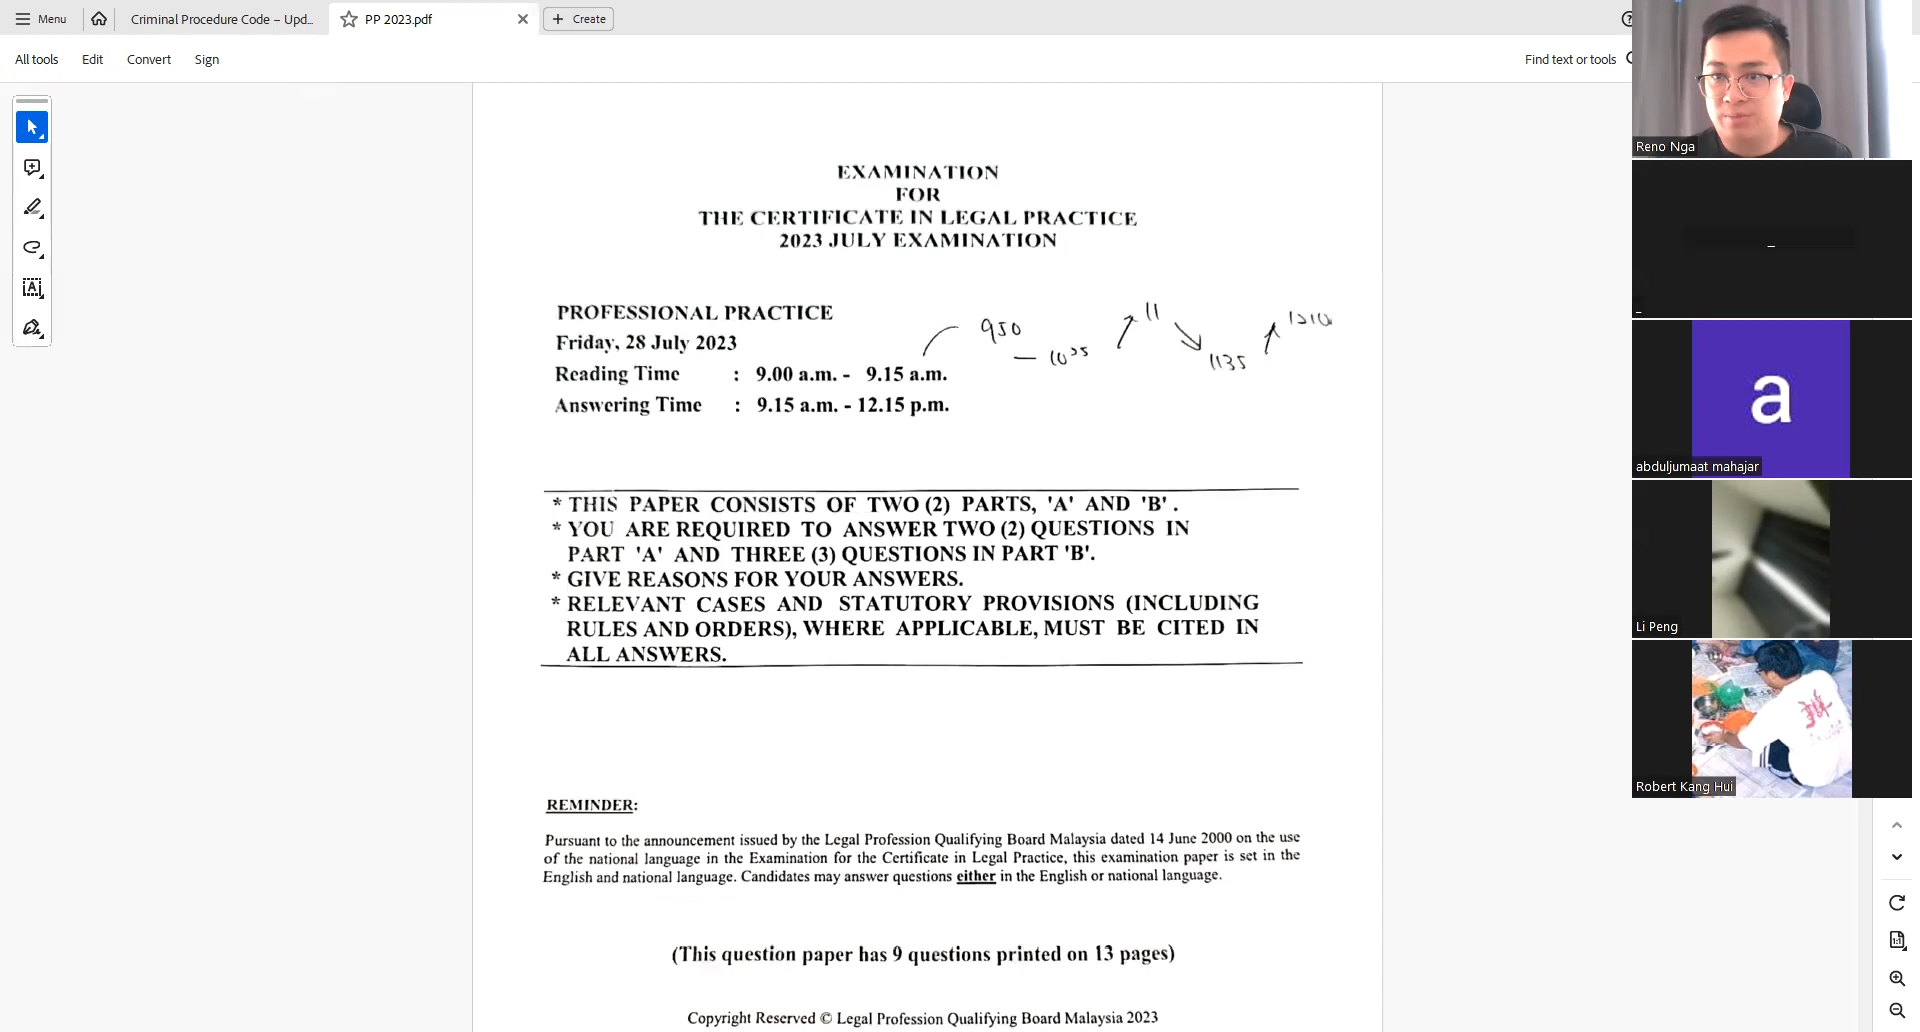 Menu
Criminal Procedure Code – Upd...
PP 2023.pdf
Create
All tools
Edit
Convert
Sign
Find text or tools
EXAMINATION
FOR
THE CERTIFICATE IN LEGAL PRACTICE
2023 JULY EXAMINATION
PROFESSIONAL PRACTICE
Friday, 28 July 2023
Reading Time : 9.00 a.m. - 9.15 a.m.
Answering Time : 9.15 a.m. - 12.15 p.m.
950
11
1135
* THIS PAPER CONSISTS OF TWO (2) PARTS, 'A' AND 'B'.
* YOU ARE REQUIRED TO ANSWER TWO (2) QUESTIONS IN
PART 'A' AND THREE (3) QUESTIONS IN PART 'B'.
* GIVE REASONS FOR YOUR ANSWERS.
* RELEVANT CASES AND STATUTORY PROVISIONS (INCLUDING
RULES AND ORDERS), WHERE APPLICABLE, MUST BE CITED IN
ALL ANSWERS.
REMINDER:
Pursuant to the announcement issued by the Legal Profession Qualifying Board Malaysia dated 14 June 2000 on the use
of the national language in the Examination for the Certificate in Legal Practice, this examination paper is set in the
English and national language. Candidates may answer questions either in the English or national language.
(This question paper has 9 questions printed on 13 pages)
Copyright Reserved © Legal Profession Qualifying Board Malaysia 2023
Reno Nga
a
abduljumaat mahajar
Li Peng
Robert Kang Hui